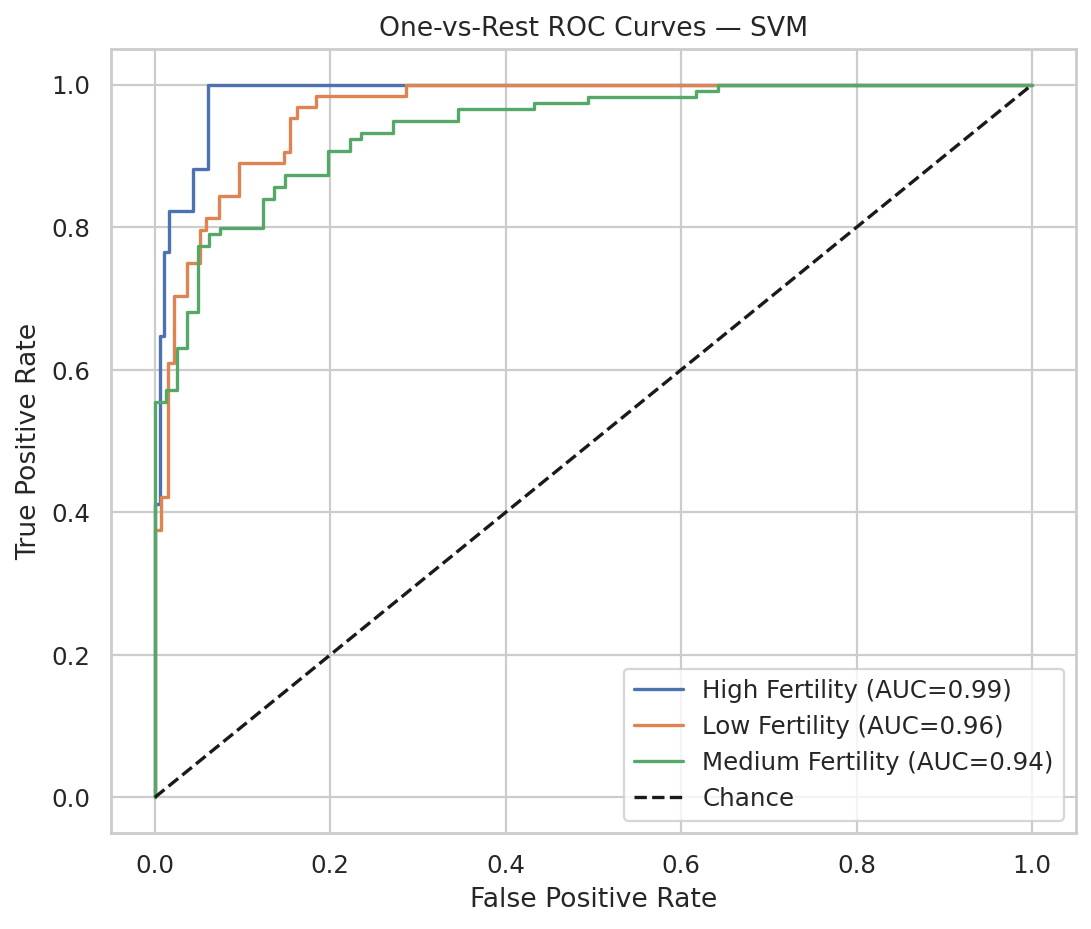 One-vs-Rest ROC Curves — SVM
True Positive Rate
1.0
0.8
0.6
0.4
0.2
0.0
High Fertility (AUC=0.99)
Low Fertility (AUC=0.96)
Medium Fertility (AUC=0.94)
Chance
0.0 0.2 0.4 0.6 0.8 1.0
False Positive Rate